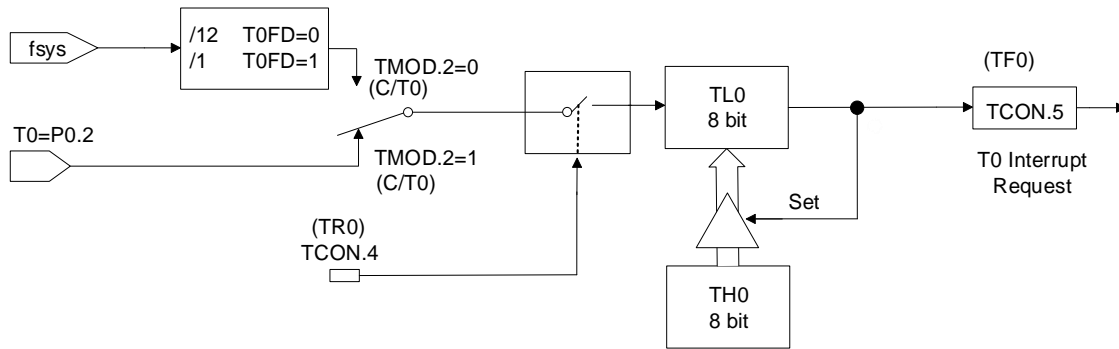 fsys
/12 T0FD=0
/1 T0FD=1
TMOD.2=0
(C/T0)
T0=P0.2
TMOD.2=1
(C/T0)
(TR0)
TCON.4
TL0
8 bit
Set
TH0
8 bit
(TF0)
TCON.5
T0 Interrupt
Request